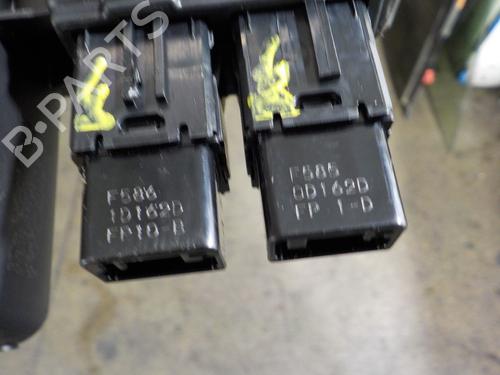 B-PARTS
F586
1D162D
FP10-B
F585
0D162D
FP 1-D